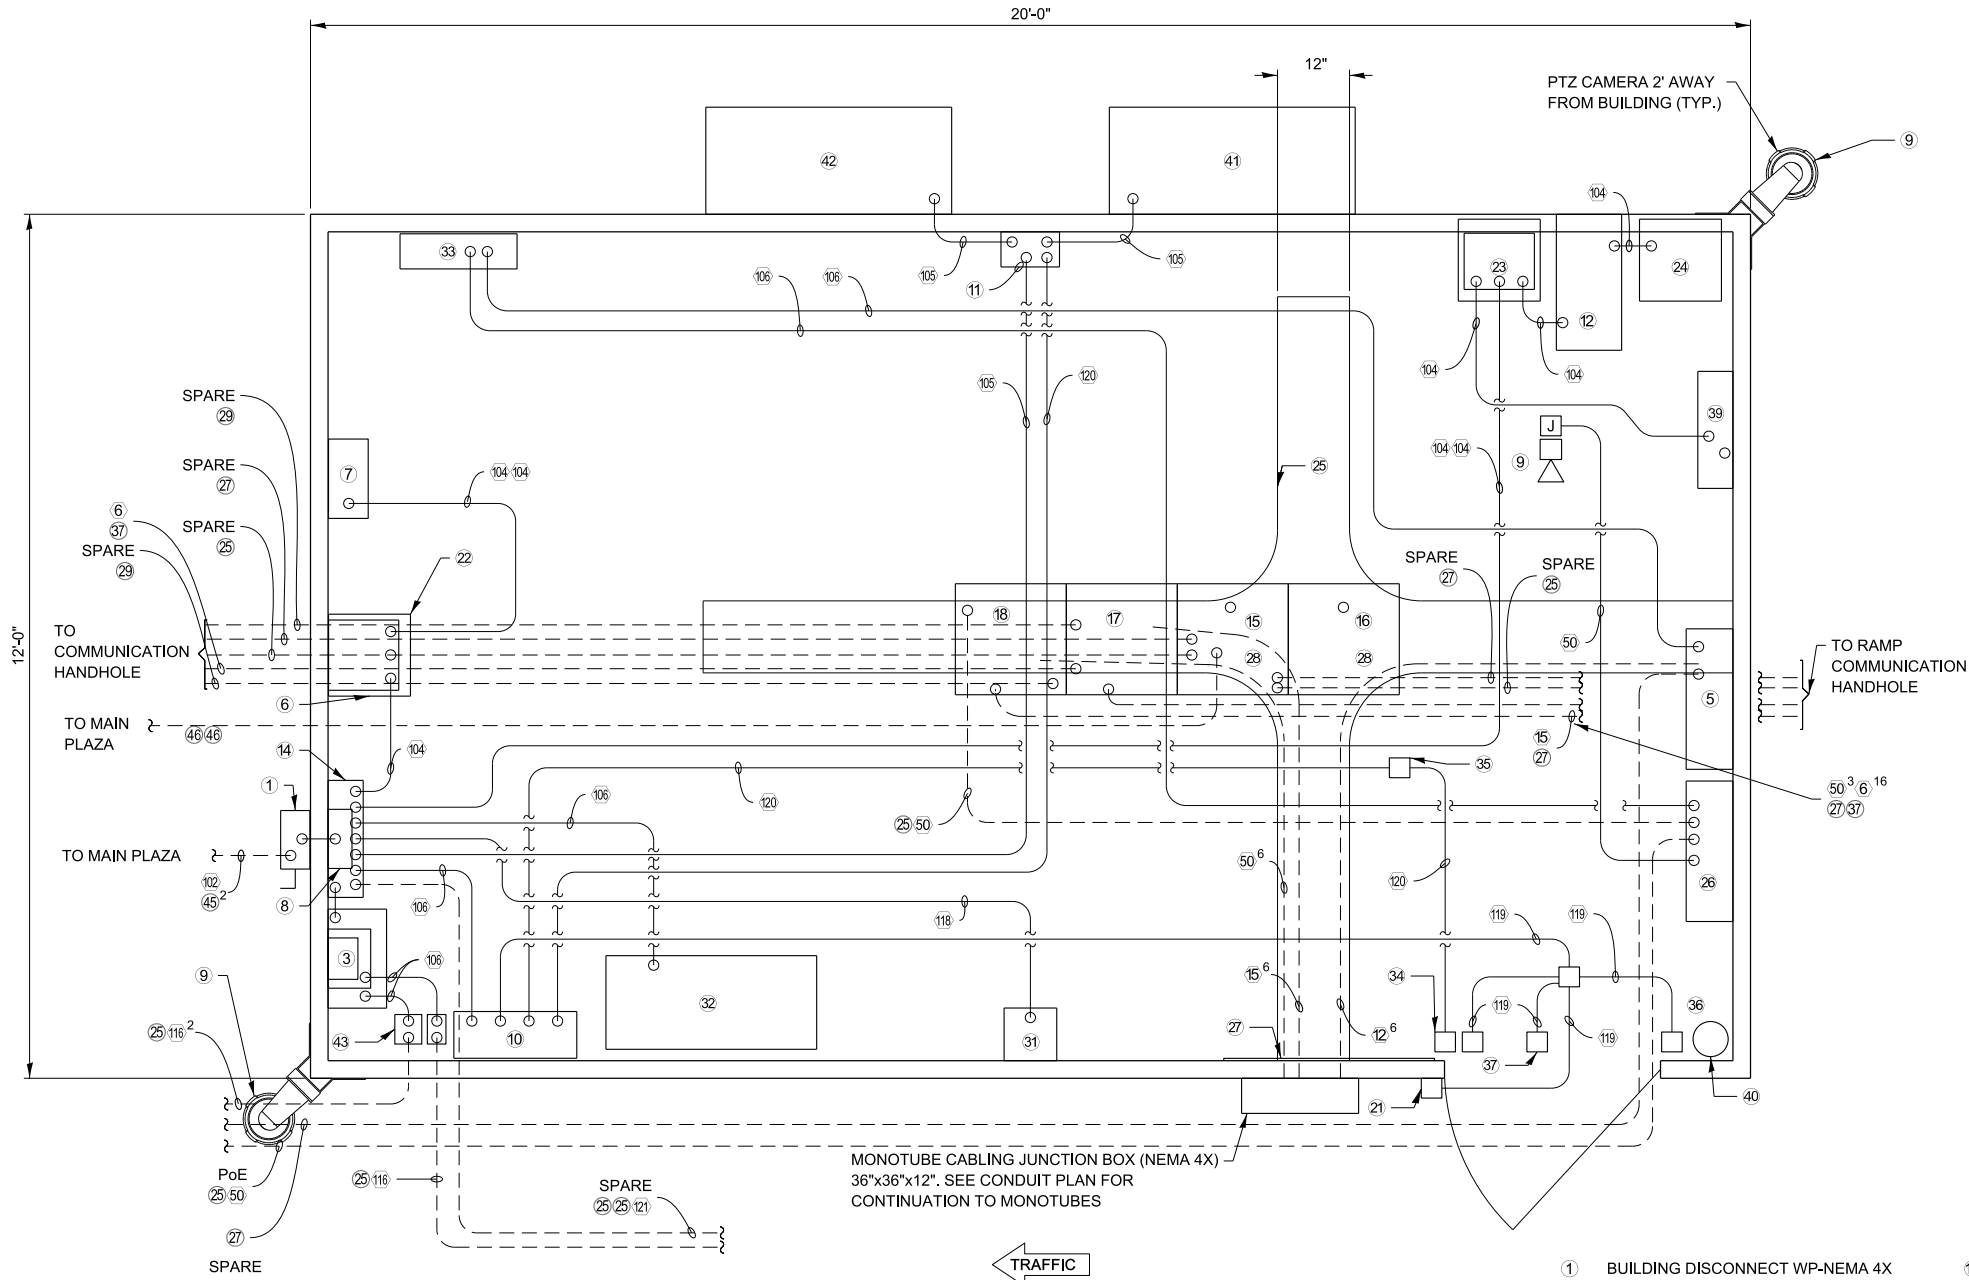 20'-0"
12"
PTZ CAMERA 2' AWAY
FROM BUILDING (TYP.)
9
42
41
104
33
105
11
105
23
24
12
106
106
104
104
12'-0"
SPARE
29
105
120
39
J
SPARE
27
7
104 104
25
104 104
9
6
37
SPARE
25
SPARE
29
22
SPARE
27
SPARE
25
18
17
15
16
50
TO
COMMUNICATION
HANDHOLE
28
28
TO RAMP
COMMUNICATION
HANDHOLE
6
5
TO MAIN
PLAZA
46 46
14
104
15
27
1
35
120
106
25 50
50 3 6 16
27 37
TO MAIN PLAZA
102
45 2
8
106
50 6
120
26
118
119
119
3
106
9
32
15 6
34
119
36
25 116 2
43
10
31
27
12 6
37
119
21
40
PoE
25 50
25 116
SPARE
25 25 121
MONOTUBE CABLING JUNCTION BOX (NEMA 4X)
36"x36"x12". SEE CONDUIT PLAN FOR
CONTINUATION TO MONOTUBES
27
SPARE
TRAFFIC
1 BUILDING DISCONNECT WP-NEMA 4X